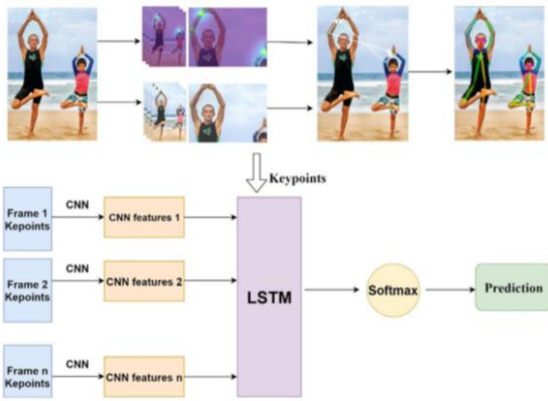 Keypoints
Frame 1
Kepoints
CNN
CNN features 1
Frame 2
Kepoints
CNN
CNN features 2
LSTM
Softmax
Prediction
Frame n
Kepoints
CNN
CNN features n